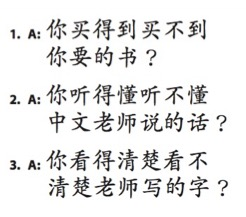 1. A: 你买得到买不到
你要的书？
2. A: 你听得懂听不懂
中文老师说的话？
3. A: 你看得清楚看不
清楚老师写的字？